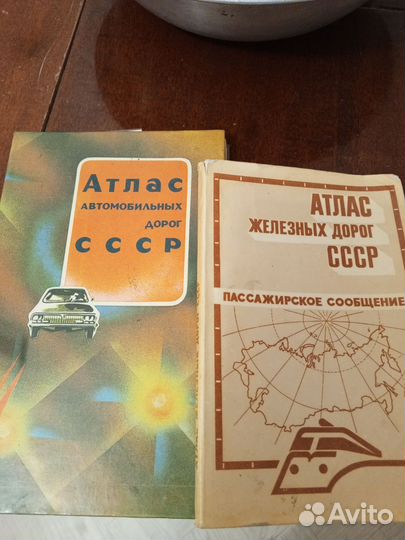 Атлас
АВТОМОБИЛЬНЫХ
ДОРОГ
СССР
АТЛАС
ЖЕЛЕЗНЫХ ДОРОГ
СССР
ПАССАЖИРСКОЕ СООБЩЕНИЕ
Avito